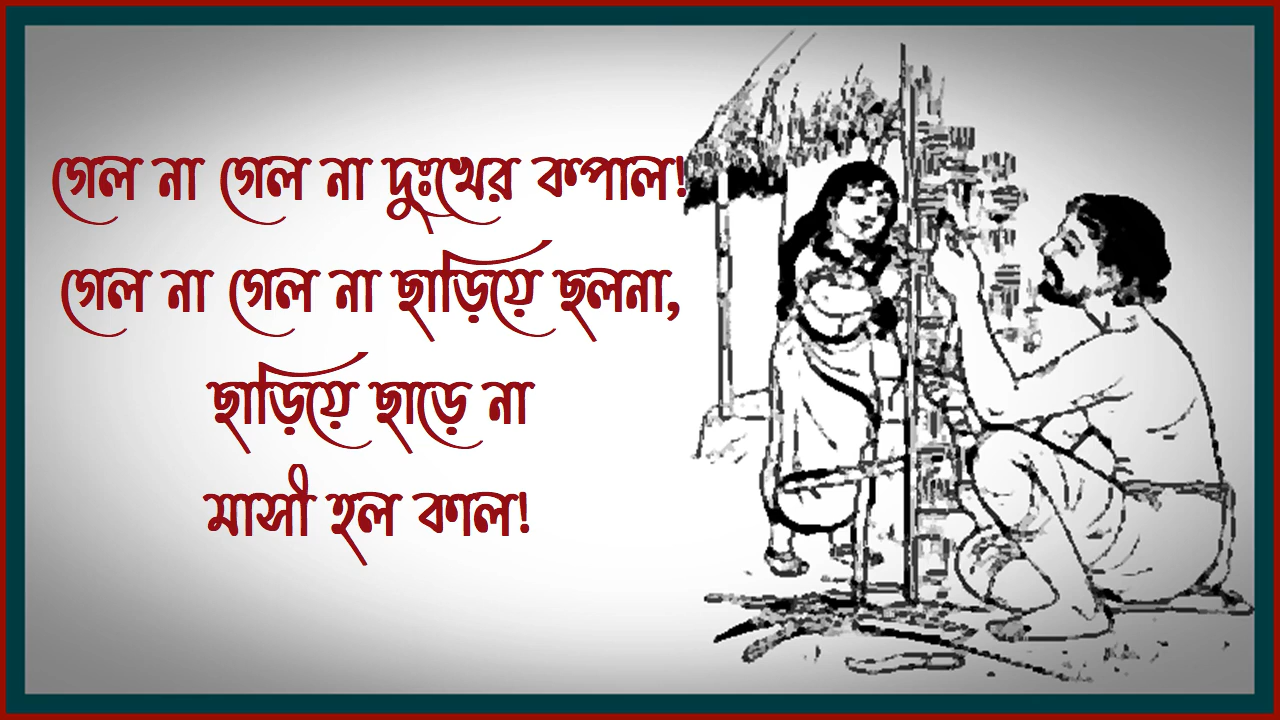 গেল না গেল না দুঃখের কপাল!
গেল না গেল না ছাড়িয়ে ছলনা,
ছাড়িয়ে ছাড়ে না
মাসী হল কাল!